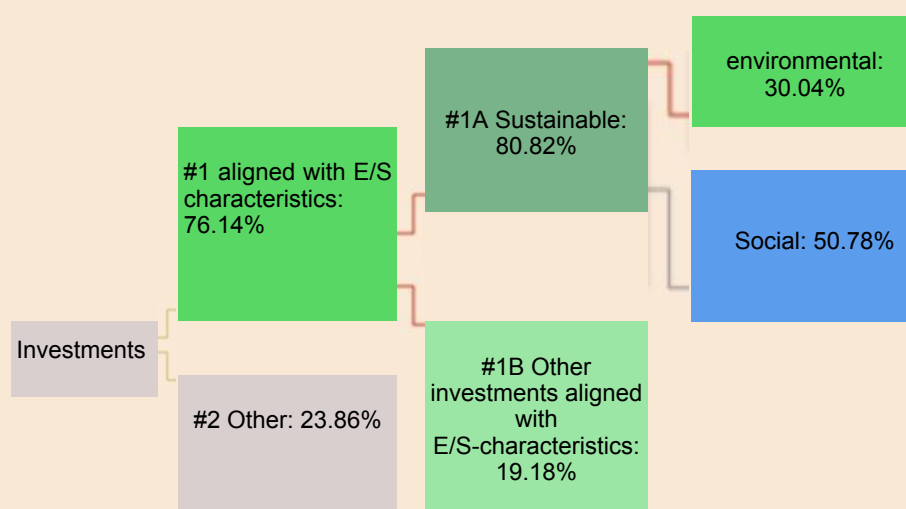 Investments
#1 aligned with E/S
characteristics:
76.14%
#2 Other: 23.86%
#1A Sustainable:
80.82%
#1B Other
investments aligned
with
E/S-characteristics:
19.18%
environmental:
30.04%
Social: 50.78%